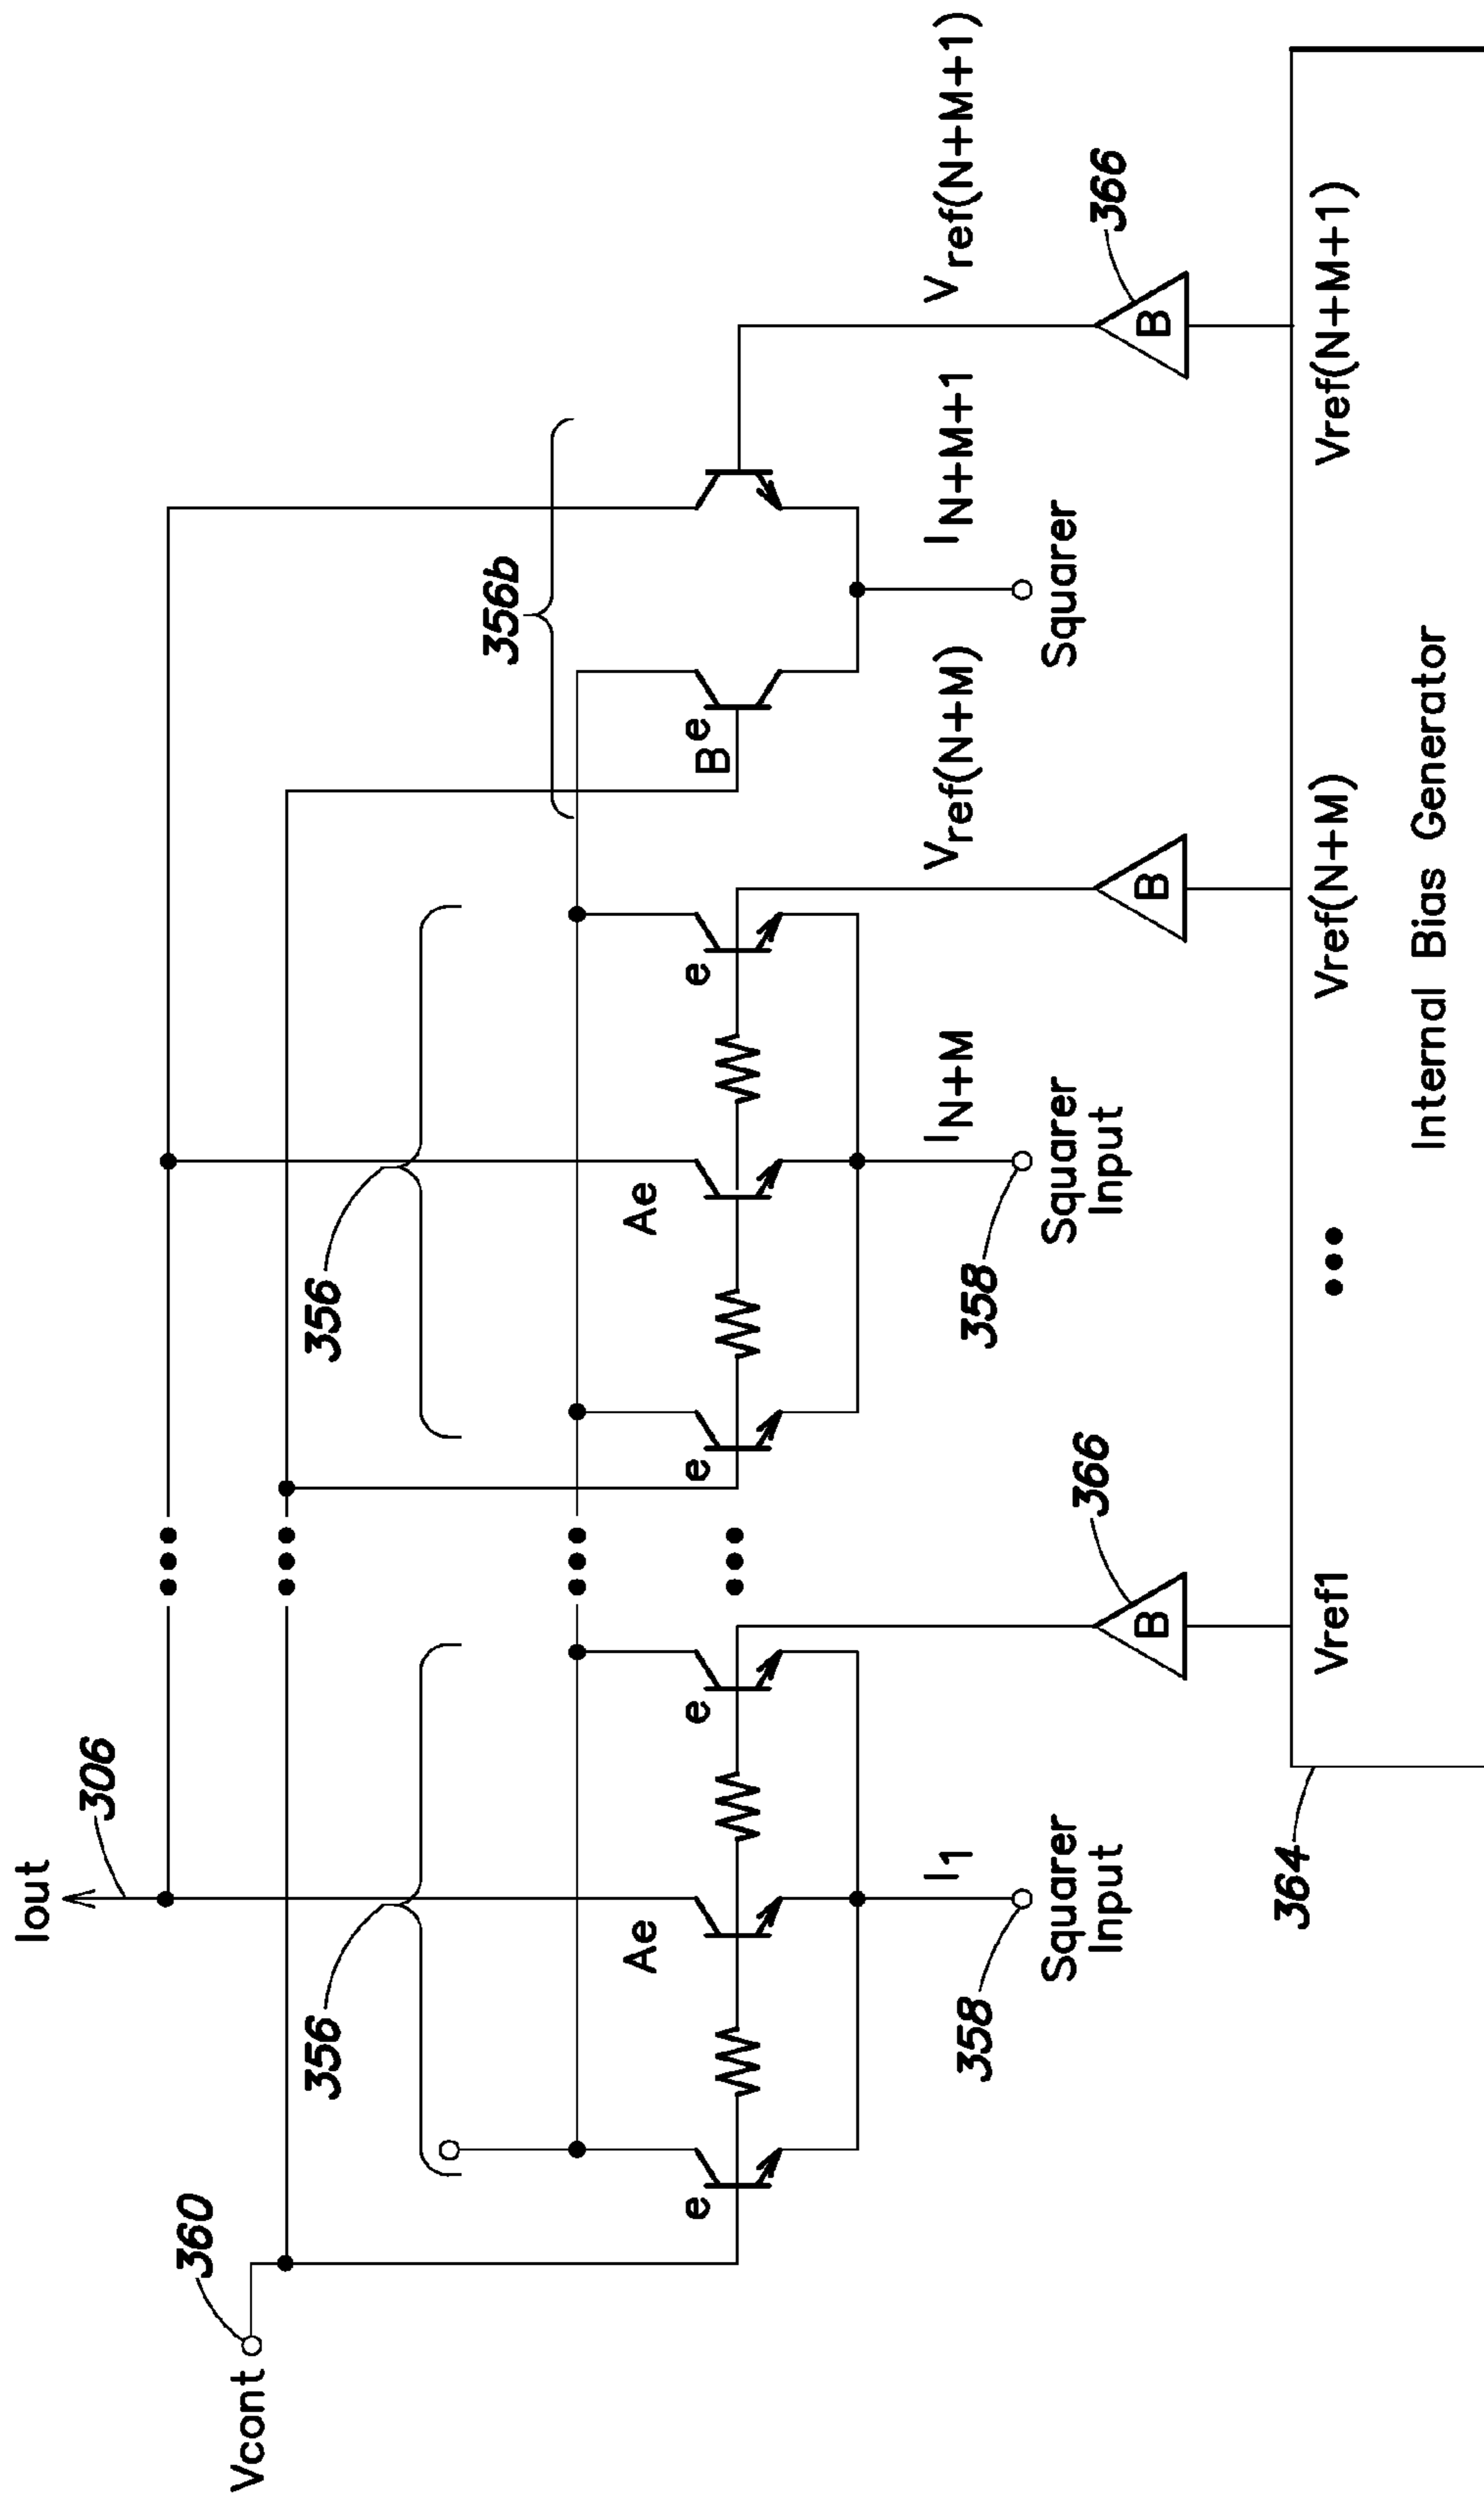 Iout
306
360
Vcont
356
356
356b
Ae
Ae
e
e
e
e
Be
I1
IN+M
Vref(N+M)
IN+M+1
Vref(N+M+1)
358
358
Squarer
Input
Squarer
Input
Squarer
366
366
B
B
B
364
Vref1
Vref(N+M)
Vref(N+M+1)
Internal Bias Generator